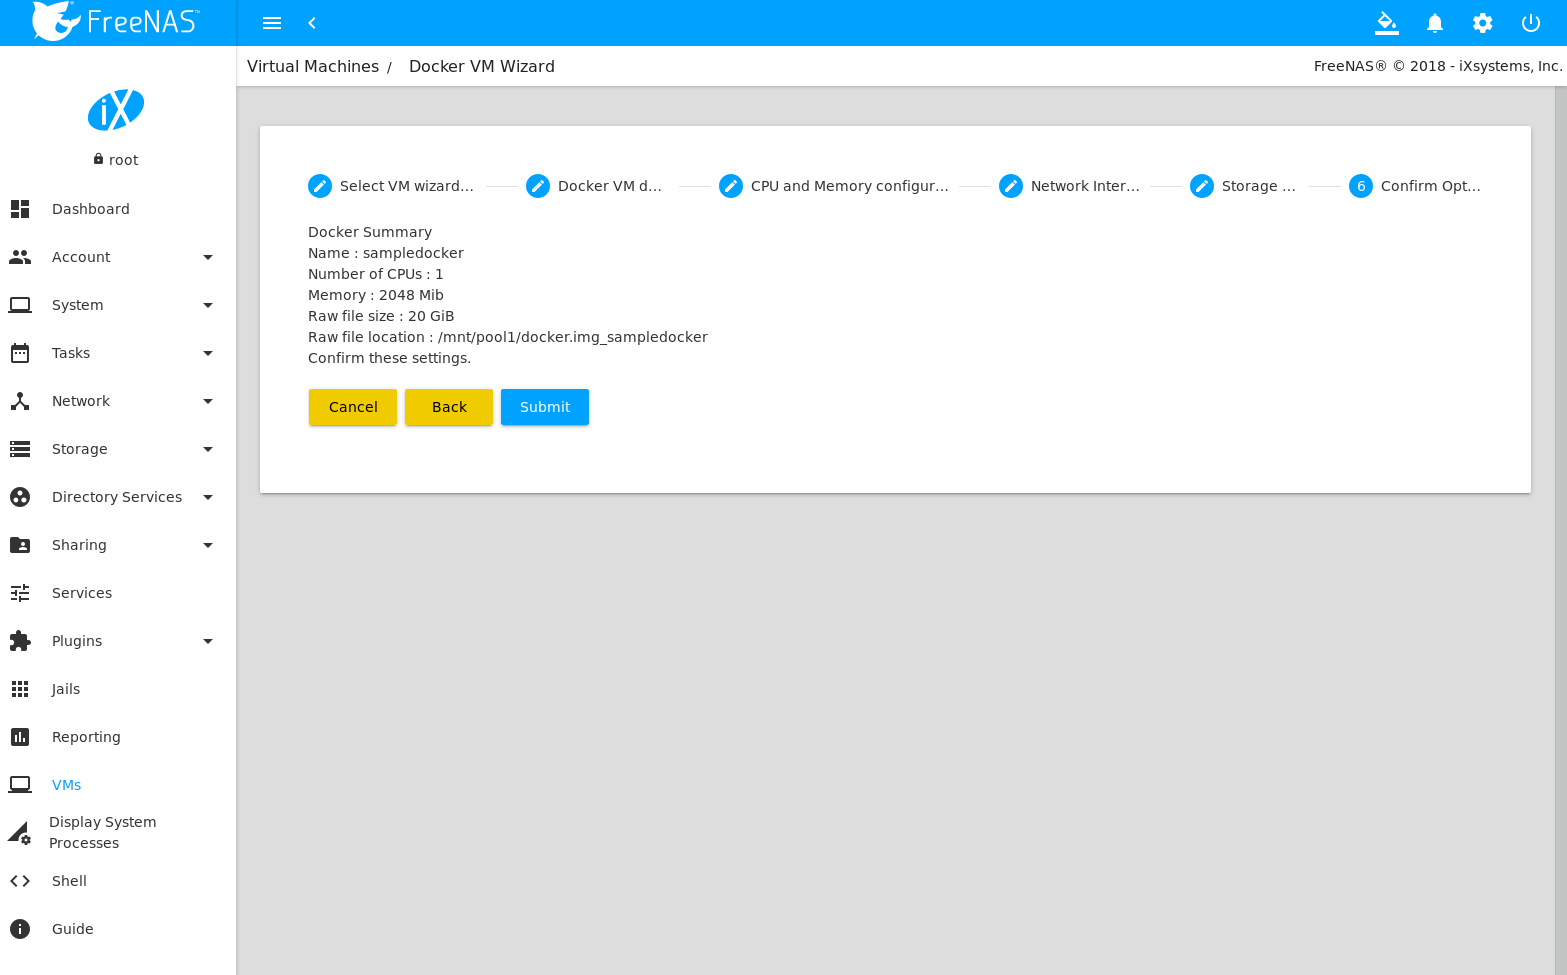 FreeNAS™
Virtual Machines / Docker VM Wizard
FreeNAS® © 2018 - iXsystems, Inc.
iX
root
Dashboard
Account
System
Tasks
Network
Storage
Directory Services
Sharing
Services
Plugins
Jails
Reporting
VMs
Display System
Processes
Shell
Guide
Select VM wizard…
Docker VM d…
CPU and Memory configur…
Network Inter…
Storage …
6 Confirm Opt…
Docker Summary
Name : sampledocker
Number of CPUs : 1
Memory : 2048 Mib
Raw file size : 20 GiB
Raw file location : /mnt/pool1/docker.img_sampledocker
Confirm these settings.
Cancel Back Submit